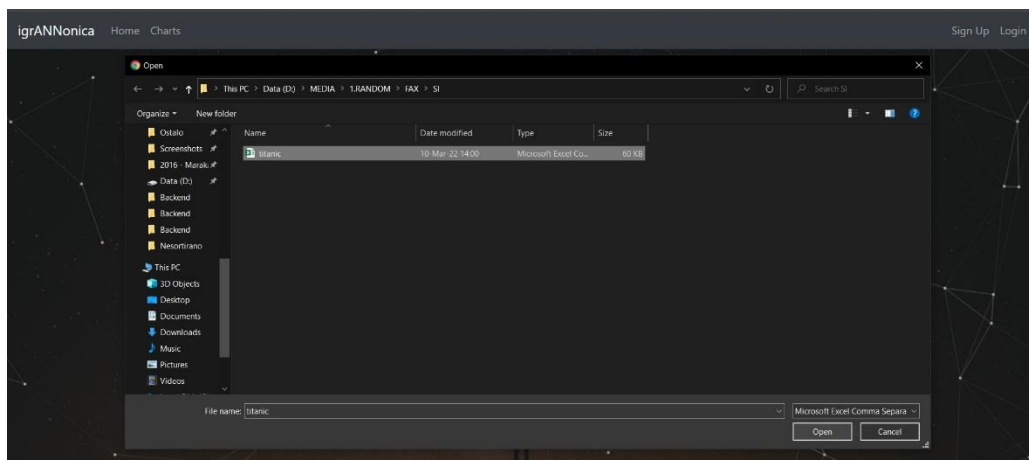 igrANNonica Home Charts Sign Up Login
Open
This PC > Data (D:) > MEDIA > 1.RANDOM > FAX > SI
Search SI
Organize New folder
Name Date modified Type Size
titanic 10-Mar-22 14:00 Microsoft Excel Co... 60 KB
Ostalo
Screenshots
2016 - Marak
Data (D:)
Backend
Backend
Backend
Nesortirano
This PC
3D Objects
Desktop
Documents
Downloads
Music
Pictures
Videos
File name: titanic
Microsoft Excel Comma Separa
Open Cancel